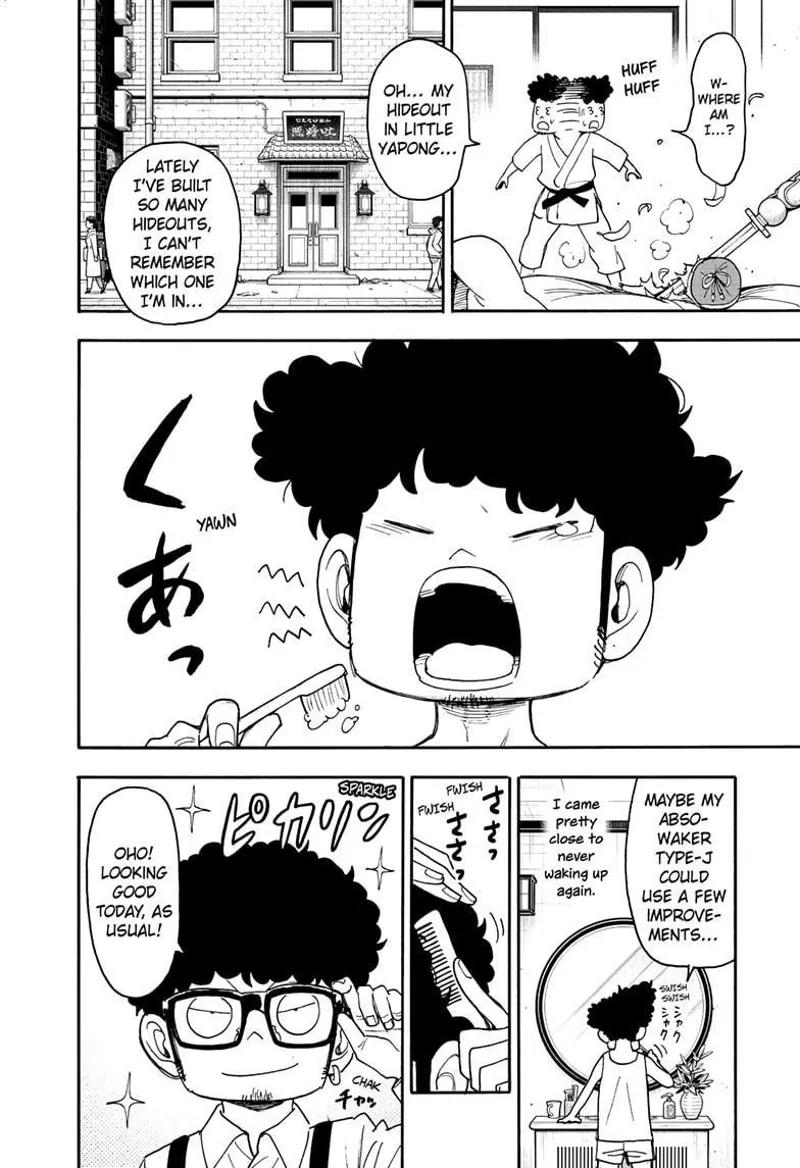 HUFF
HUFF
W-
WHERE
AM
I...?
OH... MY
HIDEOUT
IN LITTLE
YAPONG...
LATELY
I'VE BUILT
SO MANY
HIDEOUTS,
I CAN'T
REMEMBER
WHICH ONE
I'M IN...
くあっ
YAWN
MAYBE MY
ABSO-
WAKER
TYPE-J
COULD
USE A FEW
IMPROVE-
MENTS...
I came
pretty
close to
never
waking up
again.
SWISH
SWISH
シャク
シャク
FWISH
FWISH
ささっ
ささっ
SPARKLE
ピカリン
OHO!
LOOKING
GOOD
TODAY, AS
USUAL!
CHAK
チャッ